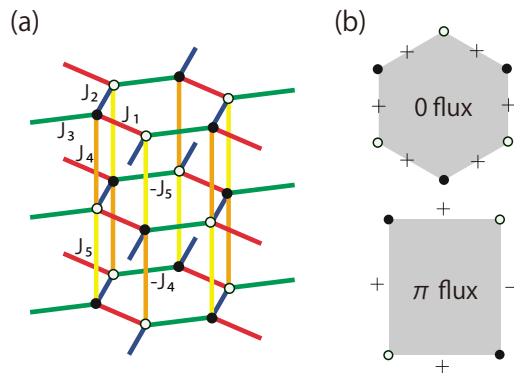 (a)
J₂
J₁
J₃
J₄
-J₅
J₅
-J₄
(b)
+ +
+ +
0 flux
+ +
+
+ −
π flux
+